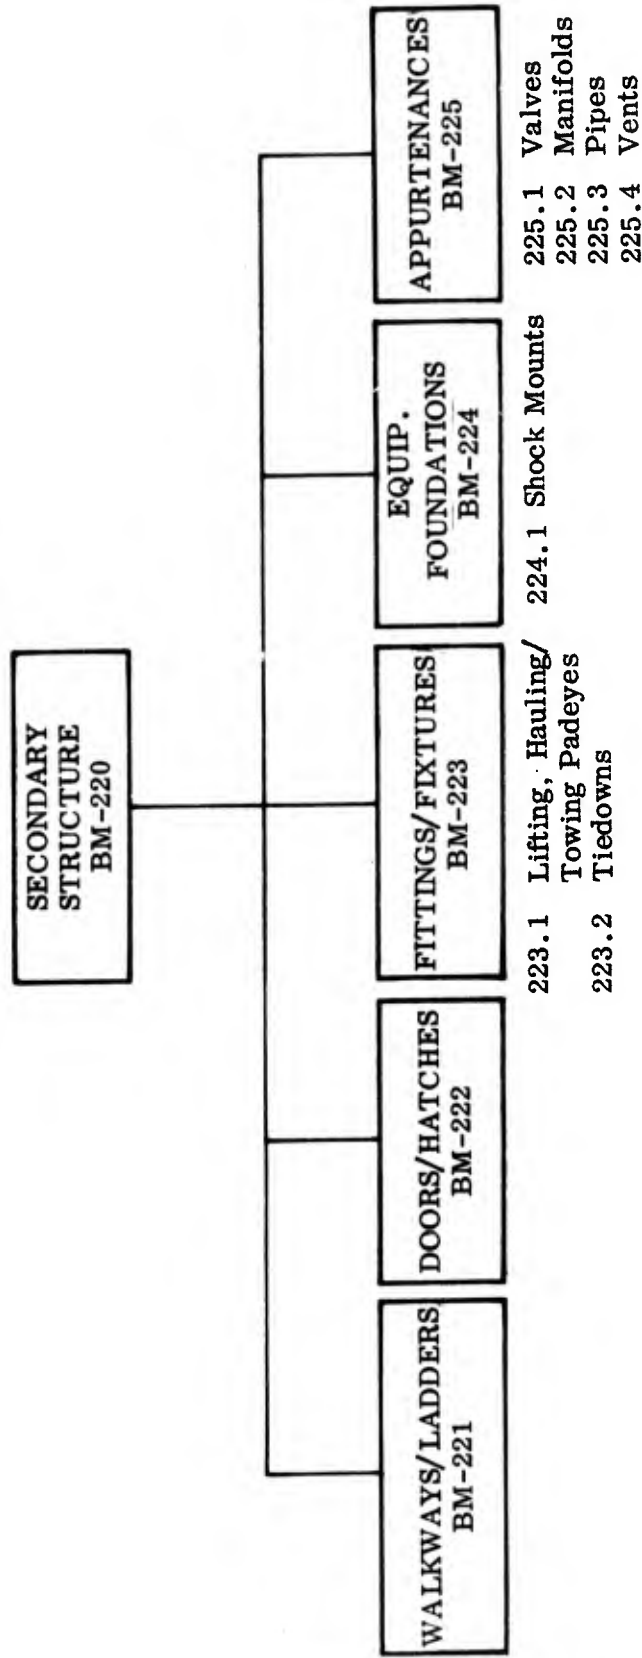 SECONDARY
STRUCTURE
BM-220
WALKWAYS/LADDERS
BM-221
DOORS/HATCHES
BM-222
FITTINGS/FIXTURES
BM-223
223.1 Lifting, Hauling/
Towing Padeyes
223.2 Tiedowns
EQUIP.
FOUNDATIONS
BM-224
224.1 Shock Mounts
APPURTENANCES
BM-225
225.1 Valves
225.2 Manifolds
225.3 Pipes
225.4 Vents